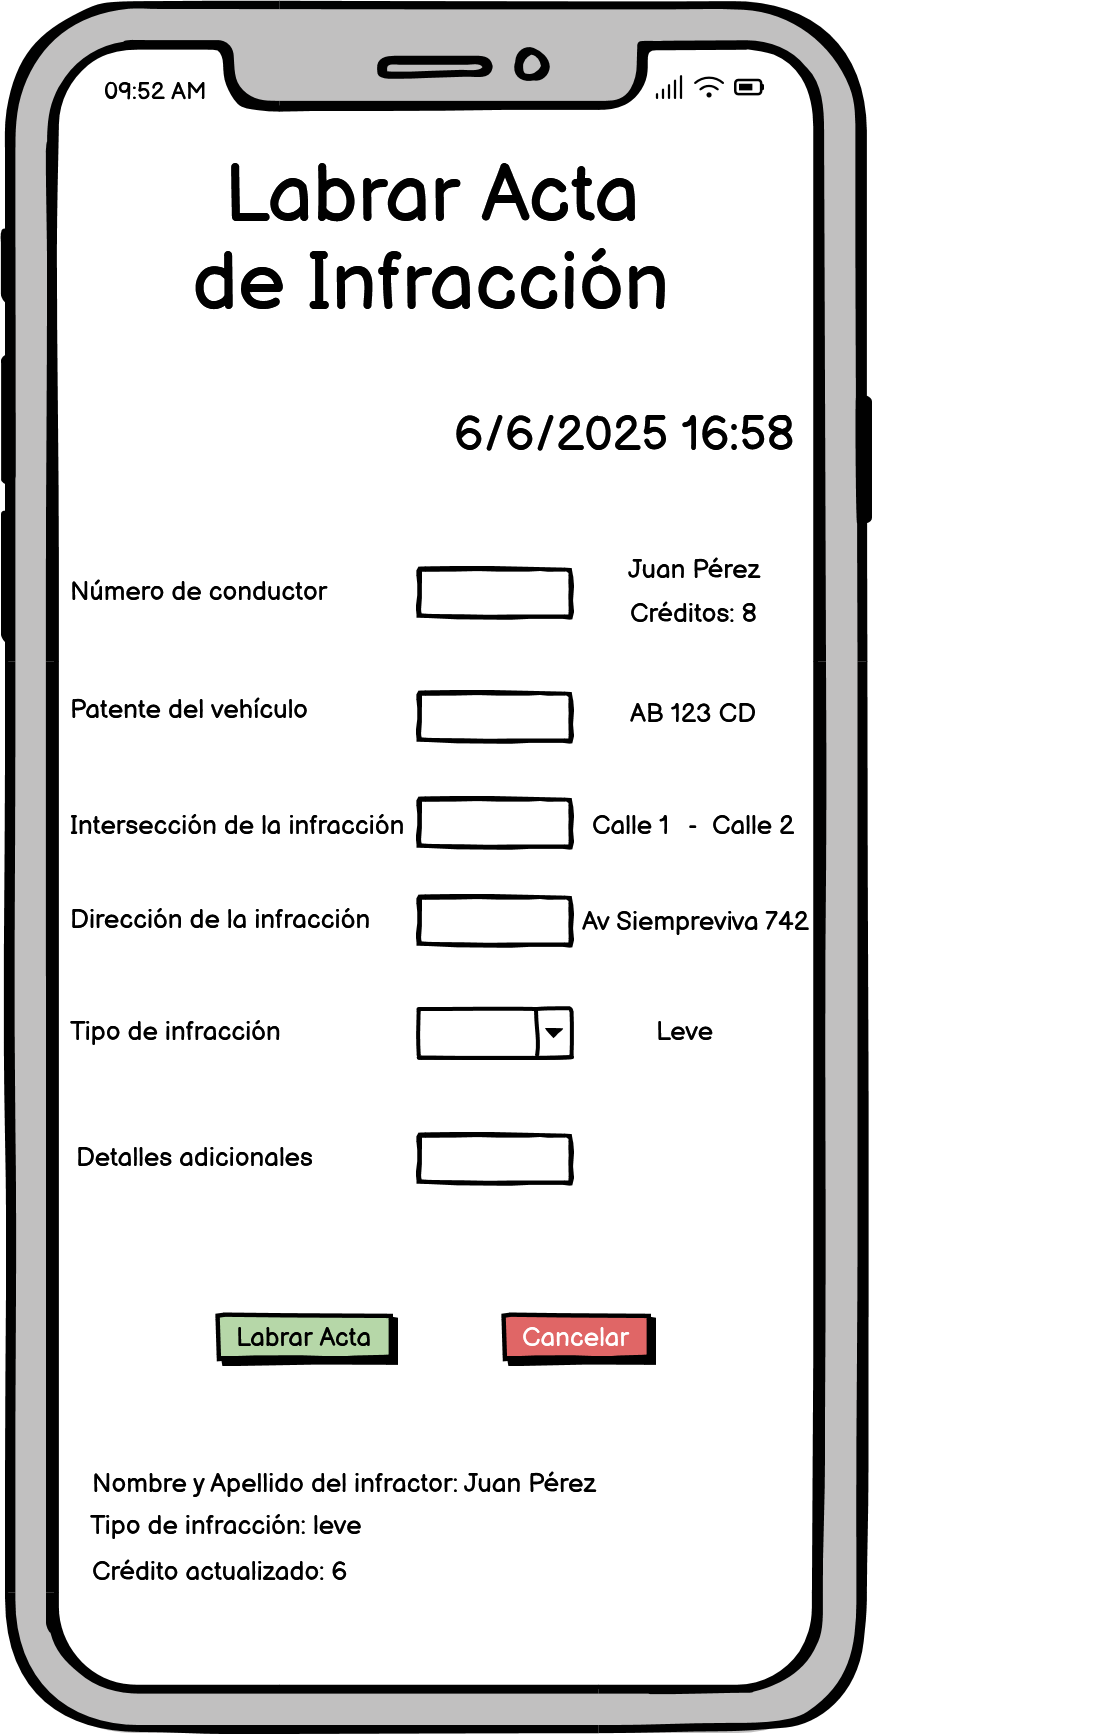 09:52 AM
Labrar Acta
de Infracción
6/6/2025 16:58
Número de conductor
Juan Pérez
Créditos: 8
Patente del vehículo
AB 123 CD
Intersección de la infracción
Calle 1 - Calle 2
Dirección de la infracción
Av Siempreviva 742
Tipo de infracción
Leve
Detalles adicionales
Labrar Acta
Cancelar
Nombre y Apellido del infractor: Juan Pérez
Tipo de infracción: leve
Crédito actualizado: 6